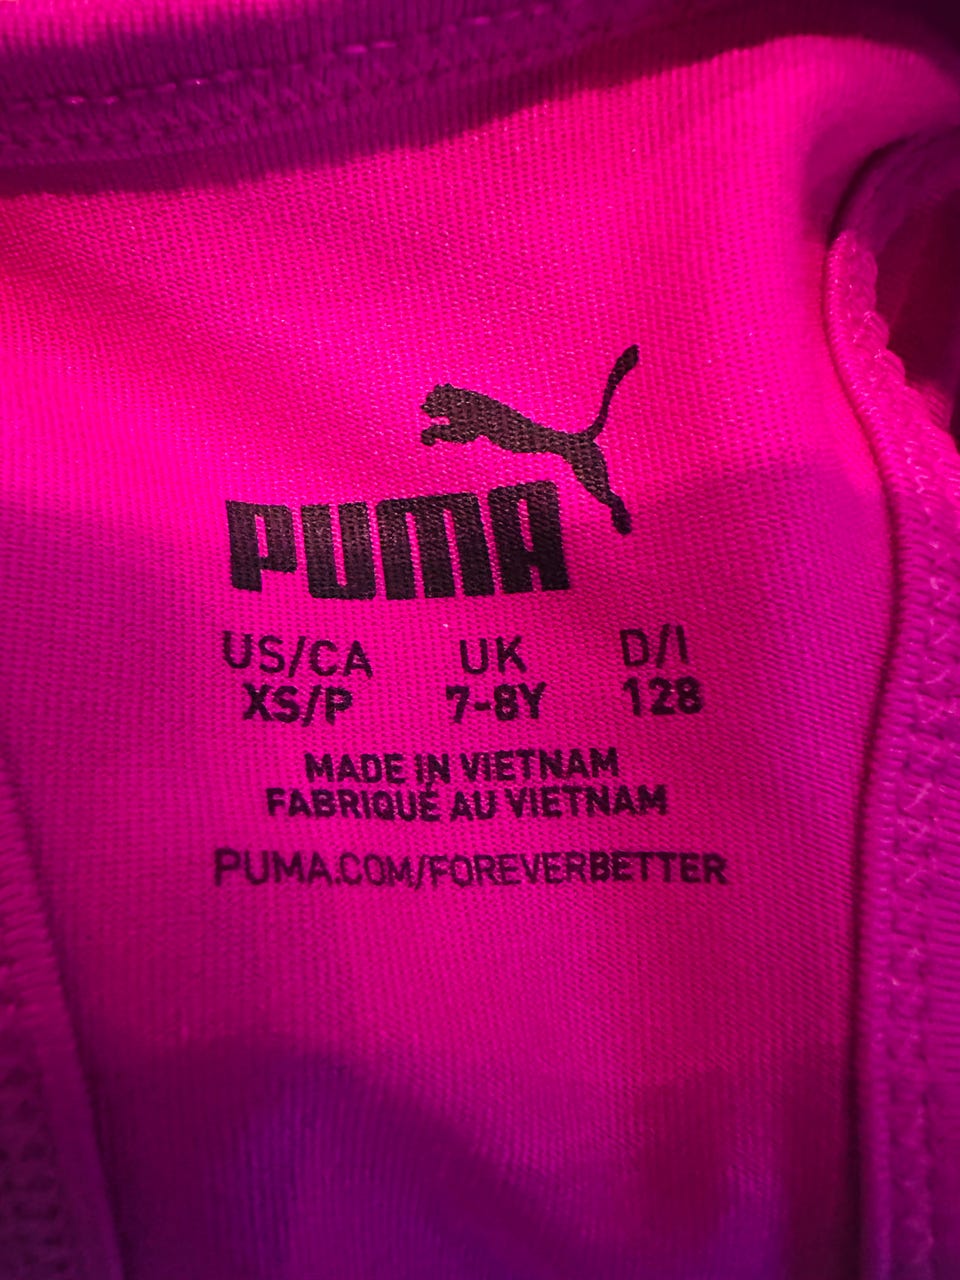 PUMA
US/CA UK D/I
XS/P 7-8Y 128
MADE IN VIETNAM
FABRIQUÉ AU VIETNAM
PUMA.COM/FOREVERBETTER